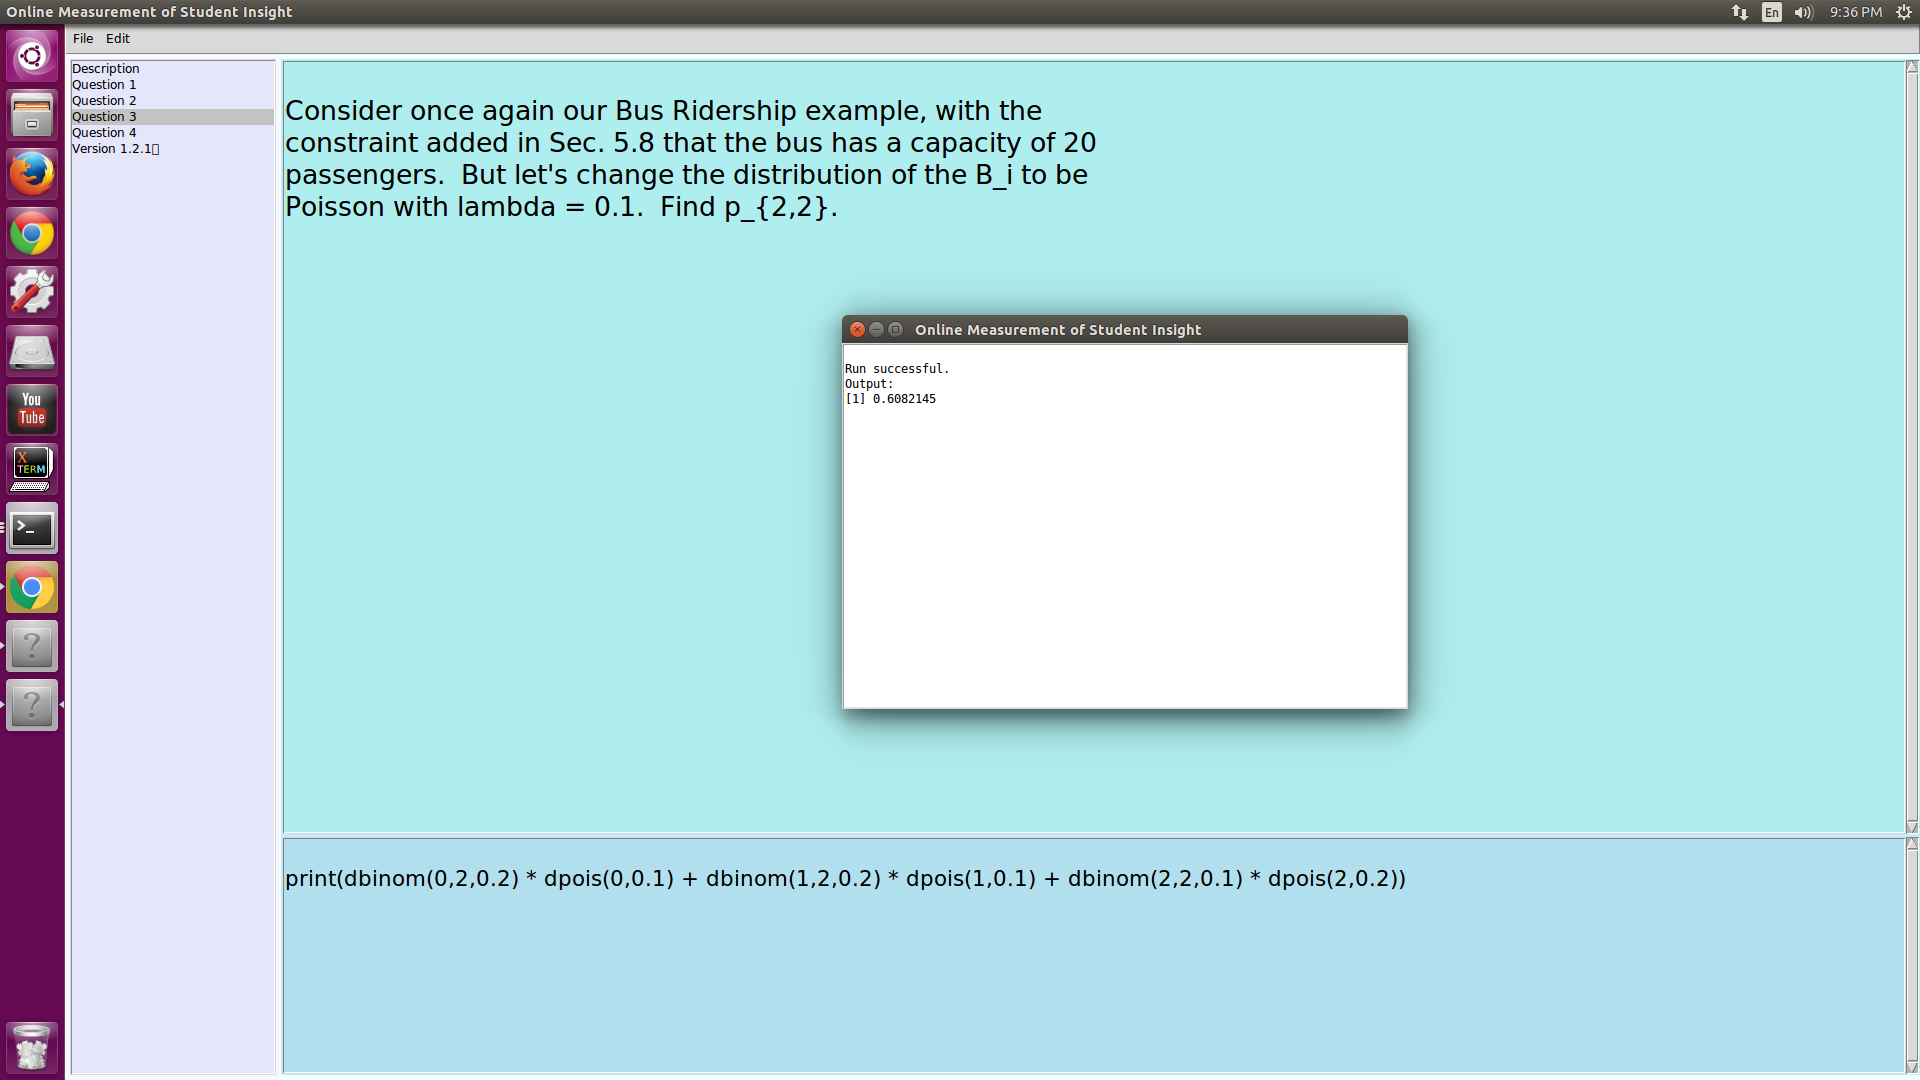 Online Measurement of Student Insight
En
9:36 PM
File Edit
Description
Question 1
Question 2
Question 3
Question 4
Version 1.2.1
Consider once again our Bus Ridership example, with the
constraint added in Sec. 5.8 that the bus has a capacity of 20
passengers.  But let's change the distribution of the B_i to be
Poisson with lambda = 0.1.  Find p_{2,2}.
Online Measurement of Student Insight
Run successful.
Output:
[1] 0.6082145
print(dbinom(0,2,0.2) * dpois(0,0.1) + dbinom(1,2,0.2) * dpois(1,0.1) + dbinom(2,2,0.1) * dpois(2,0.2))
You
Tube
X
TERM
>_
?
?